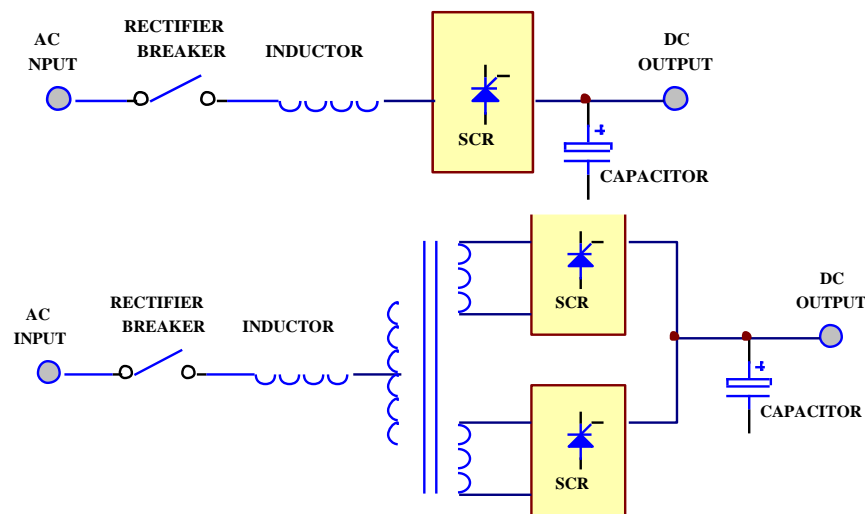 AC
NPUT
RECTIFIER
BREAKER
INDUCTOR
SCR
DC
OUTPUT
+
CAPACITOR
AC
INPUT
RECTIFIER
BREAKER
INDUCTOR
SCR
SCR
DC
OUTPUT
+
CAPACITOR